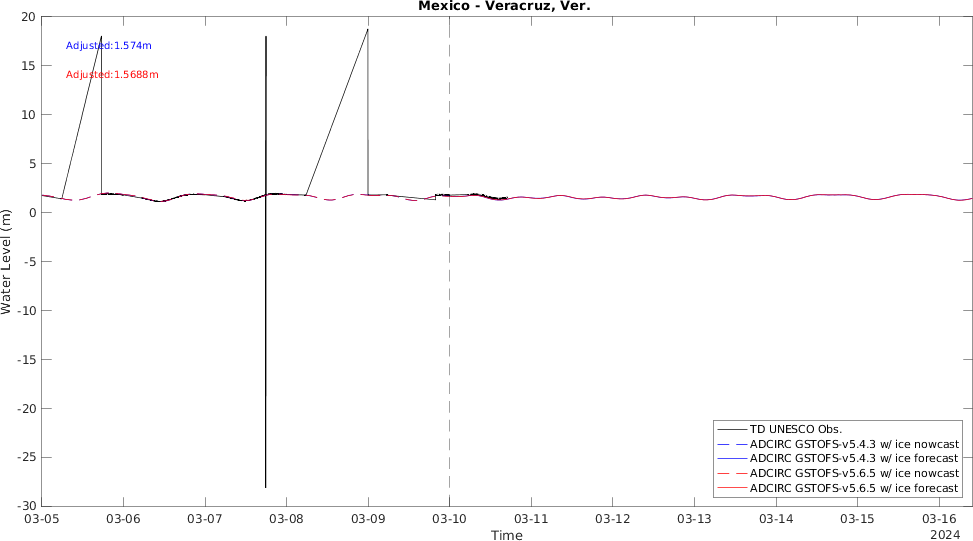 Mexico - Veracruz, Ver.
20
15
10
5
0
-5
-10
-15
-20
-25
-30
Water Level (m)
Adjusted:1.574m
Adjusted:1.5688m
TD UNESCO Obs.
ADCIRC GSTOFS-v5.4.3 w/ ice nowcast
ADCIRC GSTOFS-v5.4.3 w/ ice forecast
ADCIRC GSTOFS-v5.6.5 w/ ice nowcast
ADCIRC GSTOFS-v5.6.5 w/ ice forecast
03-05 03-06 03-07 03-08 03-09 03-10 03-11 03-12 03-13 03-14 03-15 03-16
Time
2024